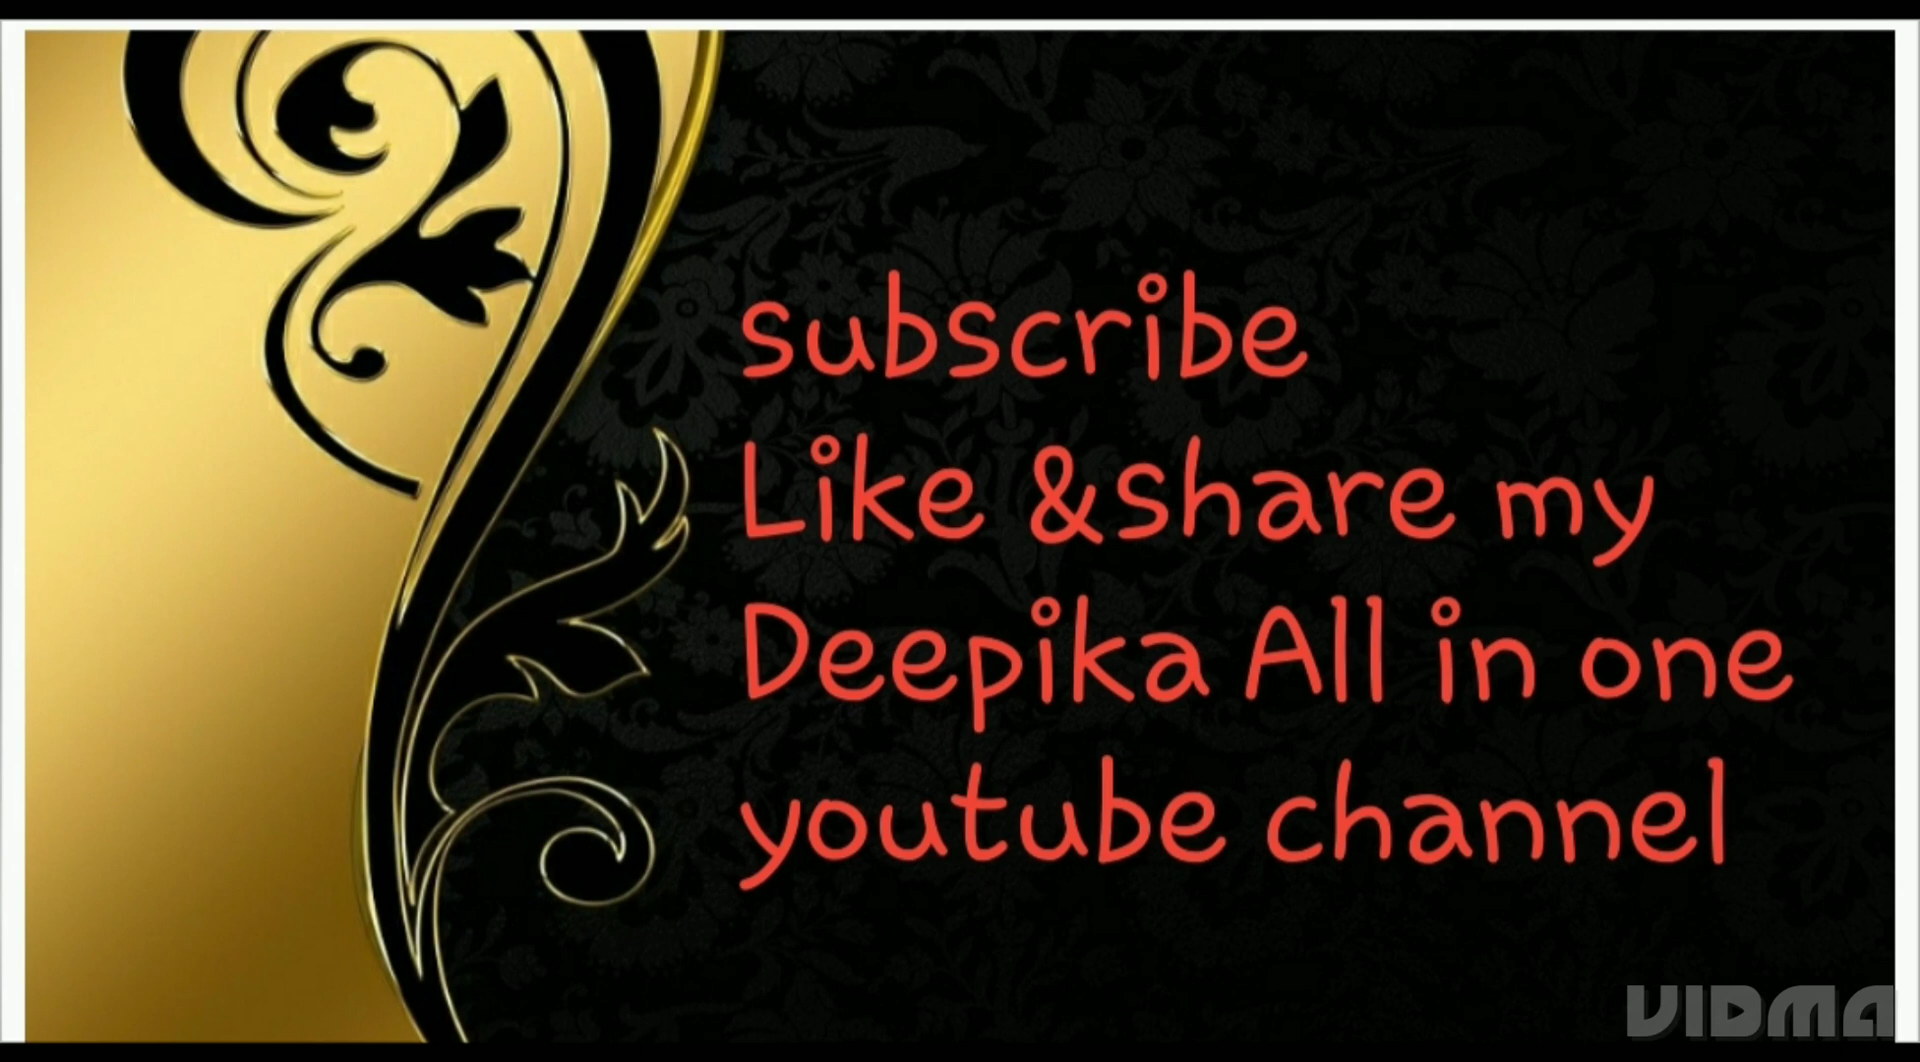 subscribe
Like &share my
Deepika All in one
youtube channel
VIDMA